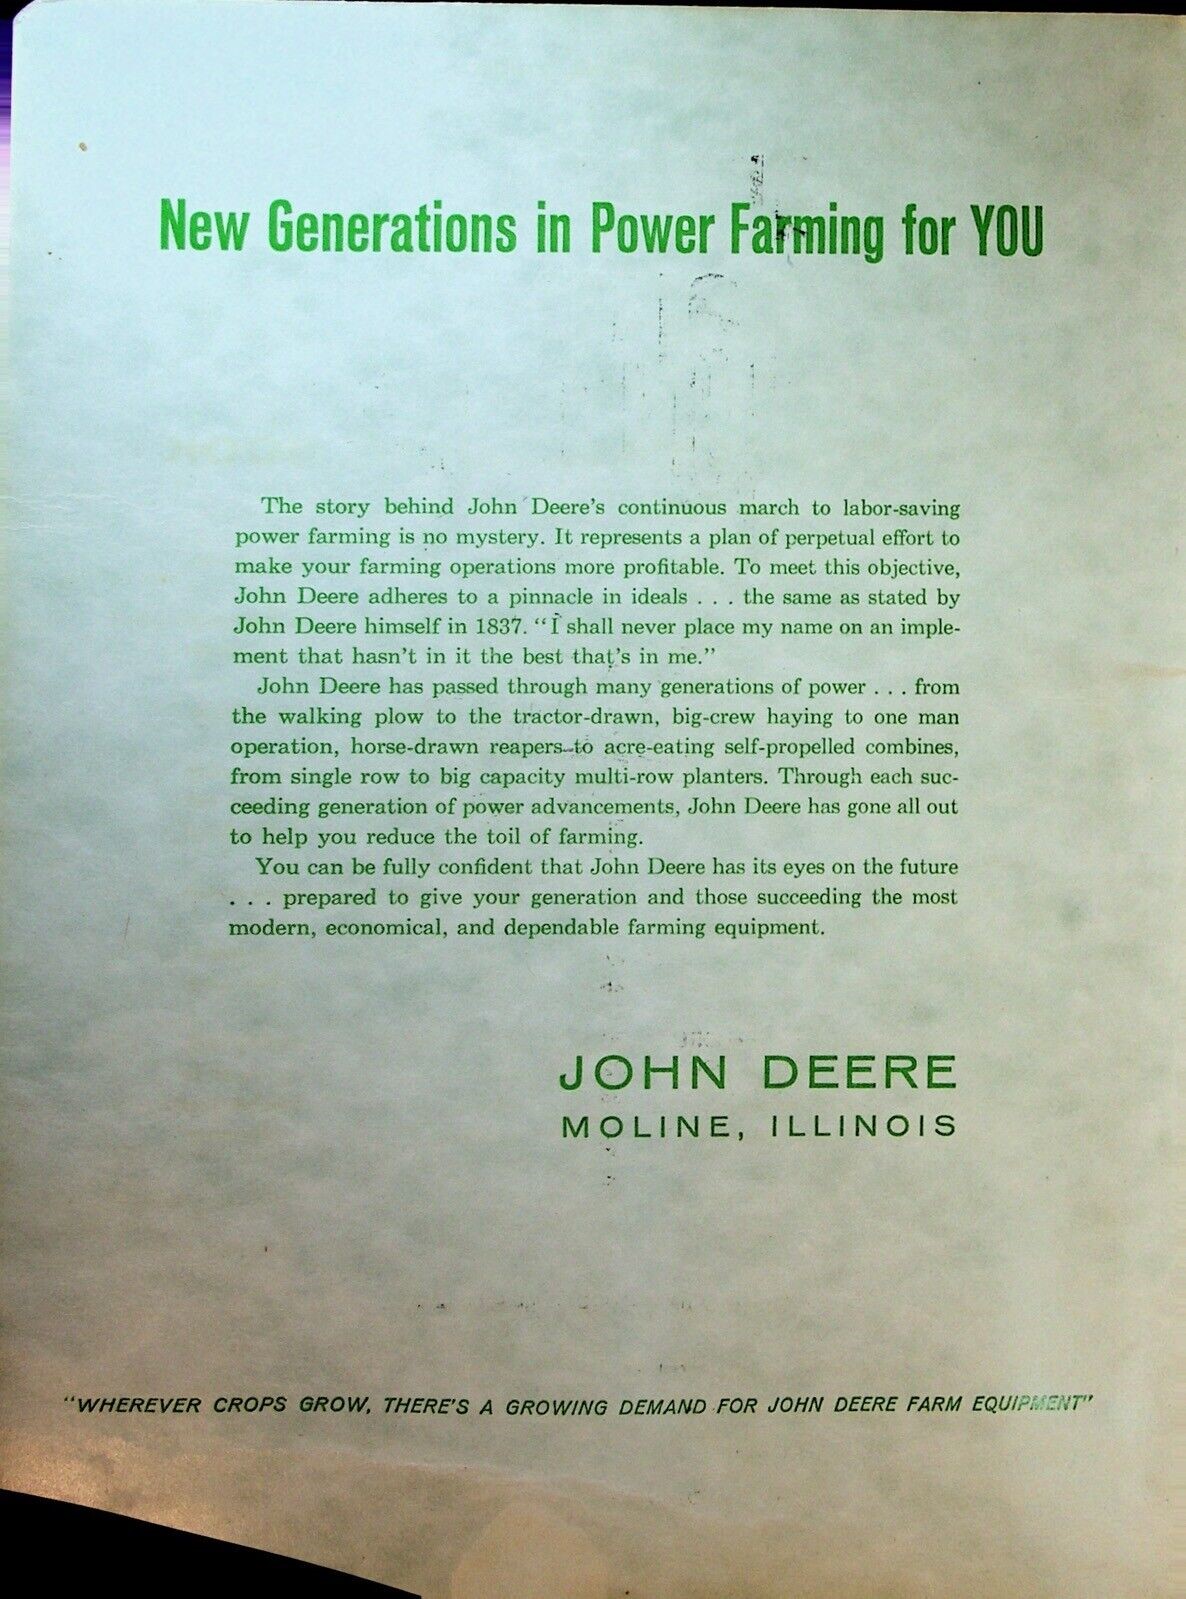 New Generations in Power Farming for YOU
The story behind John Deere's continuous march to labor-saving
power farming is no mystery. It represents a plan of perpetual effort to
make your farming operations more profitable. To meet this objective,
John Deere adheres to a pinnacle in ideals . . . the same as stated by
John Deere himself in 1837. "I shall never place my name on an imple-
ment that hasn't in it the best that's in me."
John Deere has passed through many generations of power . . . from
the walking plow to the tractor-drawn, big-crew haying to one man
operation, horse-drawn reapers to acre-eating self-propelled combines,
from single row to big capacity multi-row planters. Through each suc-
ceeding generation of power advancements, John Deere has gone all out
to help you reduce the toil of farming.
You can be fully confident that John Deere has its eyes on the future
. . . prepared to give your generation and those succeeding the most
modern, economical, and dependable farming equipment.
JOHN DEERE
MOLINE, ILLINOIS
"WHEREVER CROPS GROW, THERE'S A GROWING DEMAND FOR JOHN DEERE FARM EQUIPMENT"